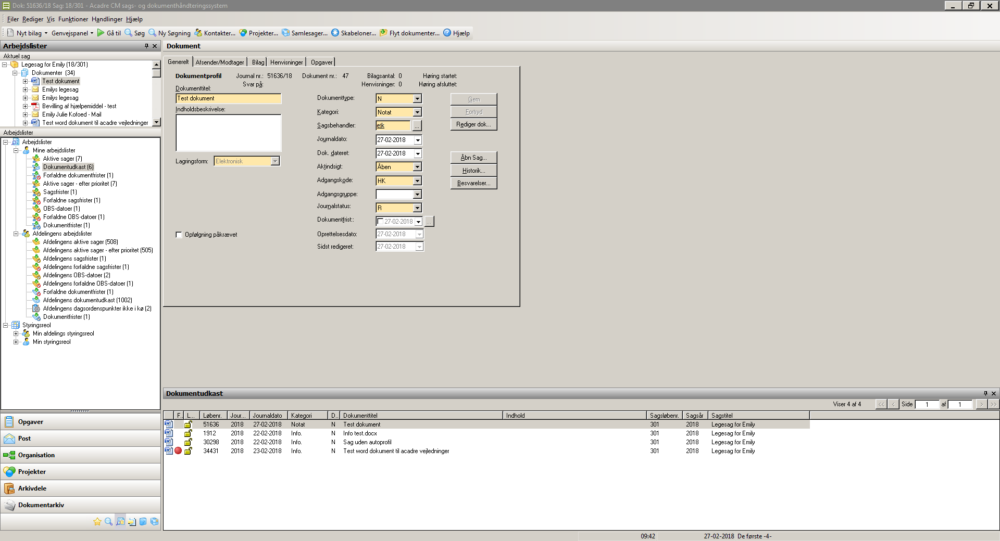 Dok: 51636/18 Sag: 18/301 - Acadre CM sags- og dokumenthåndteringssystem
Filer Rediger Vis Funktioner Handlinger Hjælp
Nyt bilag Genvejspanel Gå til Søg Ny Søgning Kontakter... Projekter... Samlesager... Skabeloner... Flyt dokumenter... Hjælp
Arbejdslister
Aktuel sag
Legesag for Emily (18/301)
Dokumenter (34)
Test dokument
Emilys legesag
Emilys legesag
Bevilling af hjælpemiddel - test
Emily Julie Kofoed - Mail
Test word dokument til acadre vejledninger
Arbejdslister
Arbejdslister
Mine arbejdslister
Aktive sager (7)
Dokumentudkast (6)
Forfaldne dokumentfrister (1)
Aktive sager - efter prioritet (7)
Sagsfrister (1)
Forfaldne sagsfrister (1)
OBS-datoer (1)
Forfaldne OBS-datoer (1)
Dokumentfrister (1)
Afdelingens arbejdslister
Afdelingens aktive sager (508)
Afdelingens aktive sager - efter prioritet (505)
Afdelingens sagsfrister (1)
Afdelingens forfaldne sagsfrister (1)
Afdelingens OBS-datoer (2)
Afdelingens forfaldne OBS-datoer (1)
Forfaldne dokumentfrister (1)
Afdelingens dokumentudkast (1002)
Afdelingens dagsordenspunkter ikke i kø (2)
Dokumentfrister (1)
Styringsreol
Min afdelings styringsreol
Min styringsreol
Opgaver
Post
Organisation
Projekter
Arkivdele
Dokumentarkiv
Dokument
Generelt Afsender/Modtager Bilag Henvisninger Opgaver
Dokumentprofil Journal nr.: 51636/18 Dokument nr.: 47 Bilagsantal: 0 Høring startet:
Svar på: Henvisninger: 0 Høring afsluttet:
Dokumenttitel:
Test dokument
Indholdsbeskrivelse:
Lagringsform: Elektronisk
Opfølgning påkrævet
Dokumenttype: N
Kategori: Notat
Sagsbehandler: ejk ...
Journaldato: 27-02-2018
Dok. dateret: 27-02-2018
Aktindsigt: Åben
Adgangskode: HK
Adgangsgruppe:
Journalstatus: R
Dokumentfrist:: 27-02-2018 ...
Oprettelsesdato: 27-02-2018
Sidst redigeret: 27-02-2018
Gem
Fortryd
Rediger dok...
Åbn Sag...
Historik...
Besvarelser...
Dokumentudkast
Viser 4 af 4 << < Side 1 af 1 > >>
F.. L... Løbenr. Jour... Journaldato Kategori D.. Dokumenttitel Indhold Sagsløbenr. Sagsår Sagstitel
51636 2018 27-02-2018 Notat N Test dokument 301 2018 Legesag for Emily
1912 2018 22-02-2018 Info. N Info test.docx 301 2018 Legesag for Emily
30298 2018 22-02-2018 Info. N Sag uden autoprofil 301 2018 Legesag for Emily
34431 2018 23-02-2018 Info. N Test word dokument til acadre vejledninger 301 2018 Legesag for Emily
09:42 27-02-2018 De første -4-